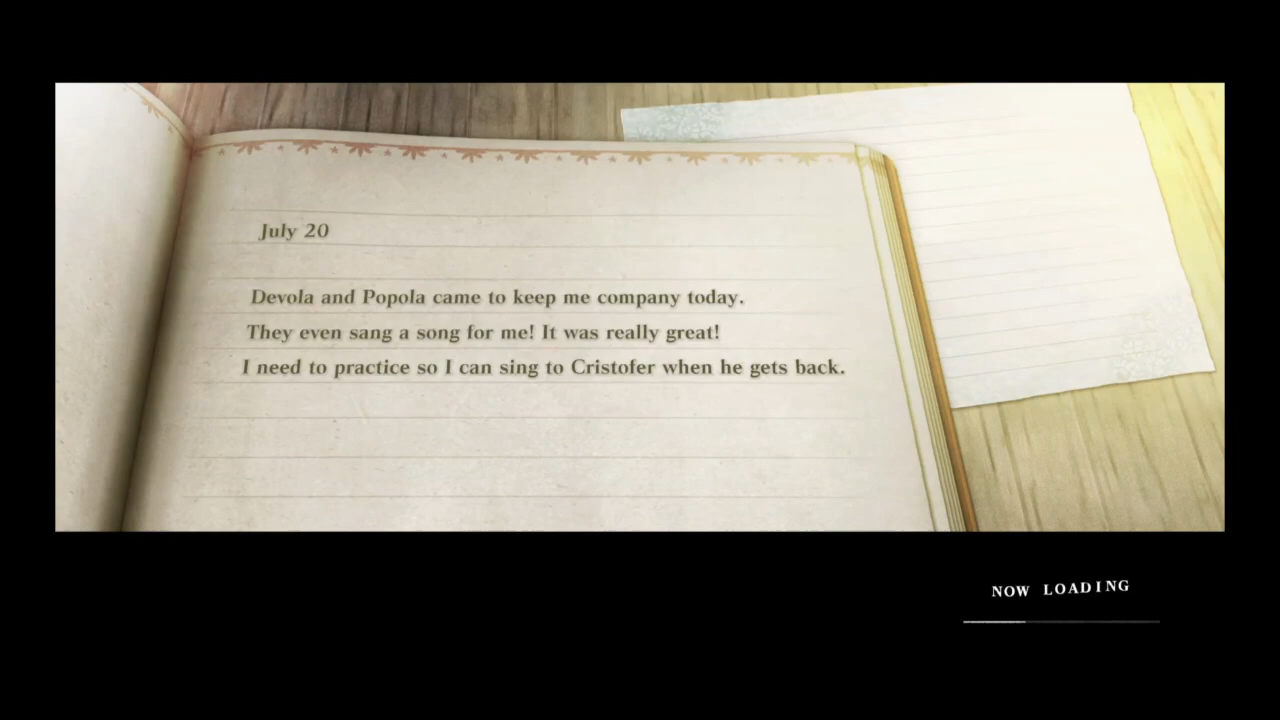 July 20
Devola and Popola came to keep me company today.
They even sang a song for me! It was really great!
I need to practice so I can sing to Cristofer when he gets back.
NOW LOADING